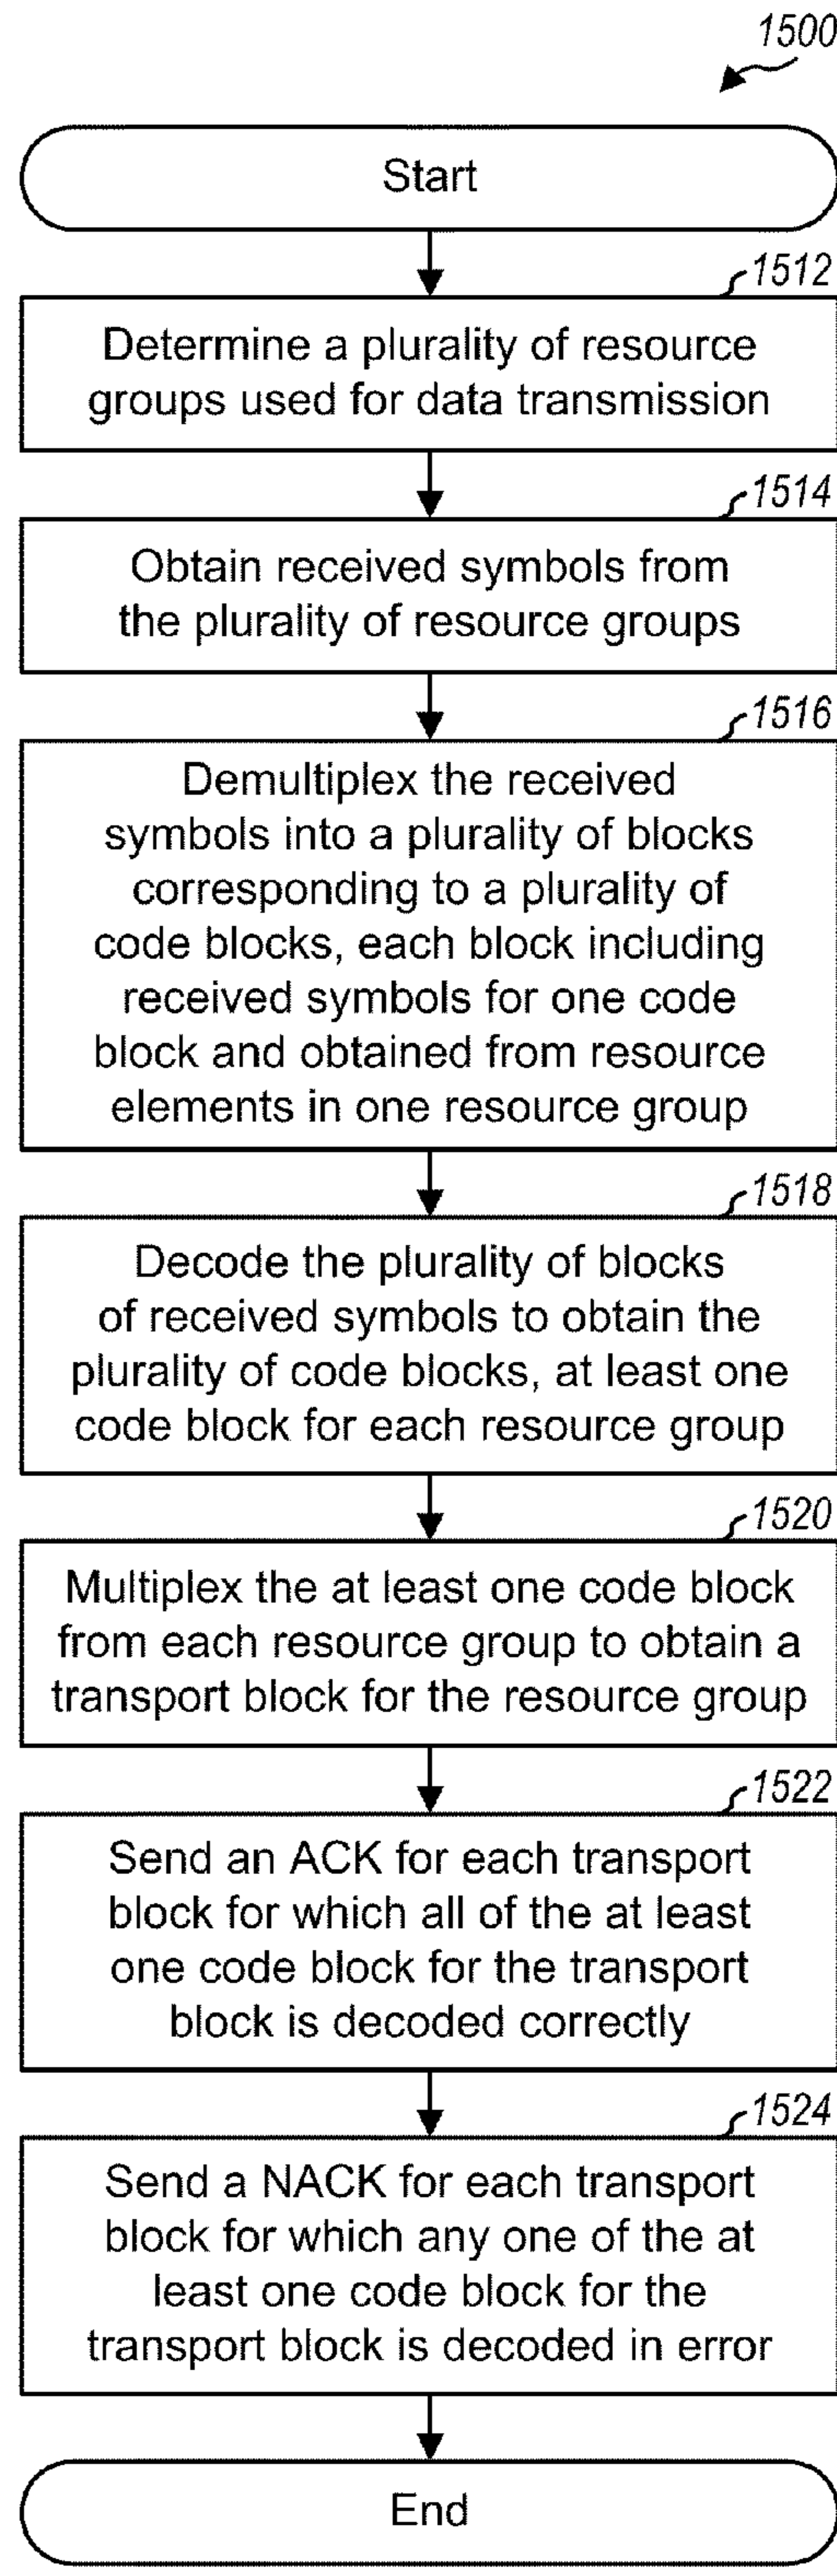 1500
Start
1512
Determine a plurality of resource
groups used for data transmission
1514
Obtain received symbols from
the plurality of resource groups
1516
Demultiplex the received
symbols into a plurality of blocks
corresponding to a plurality of
code blocks, each block including
received symbols for one code
block and obtained from resource
elements in one resource group
1518
Decode the plurality of blocks
of received symbols to obtain the
plurality of code blocks, at least one
code block for each resource group
1520
Multiplex the at least one code block
from each resource group to obtain a
transport block for the resource group
1522
Send an ACK for each transport
block for which all of the at least
one code block for the transport
block is decoded correctly
1524
Send a NACK for each transport
block for which any one of the at
least one code block for the
transport block is decoded in error
End